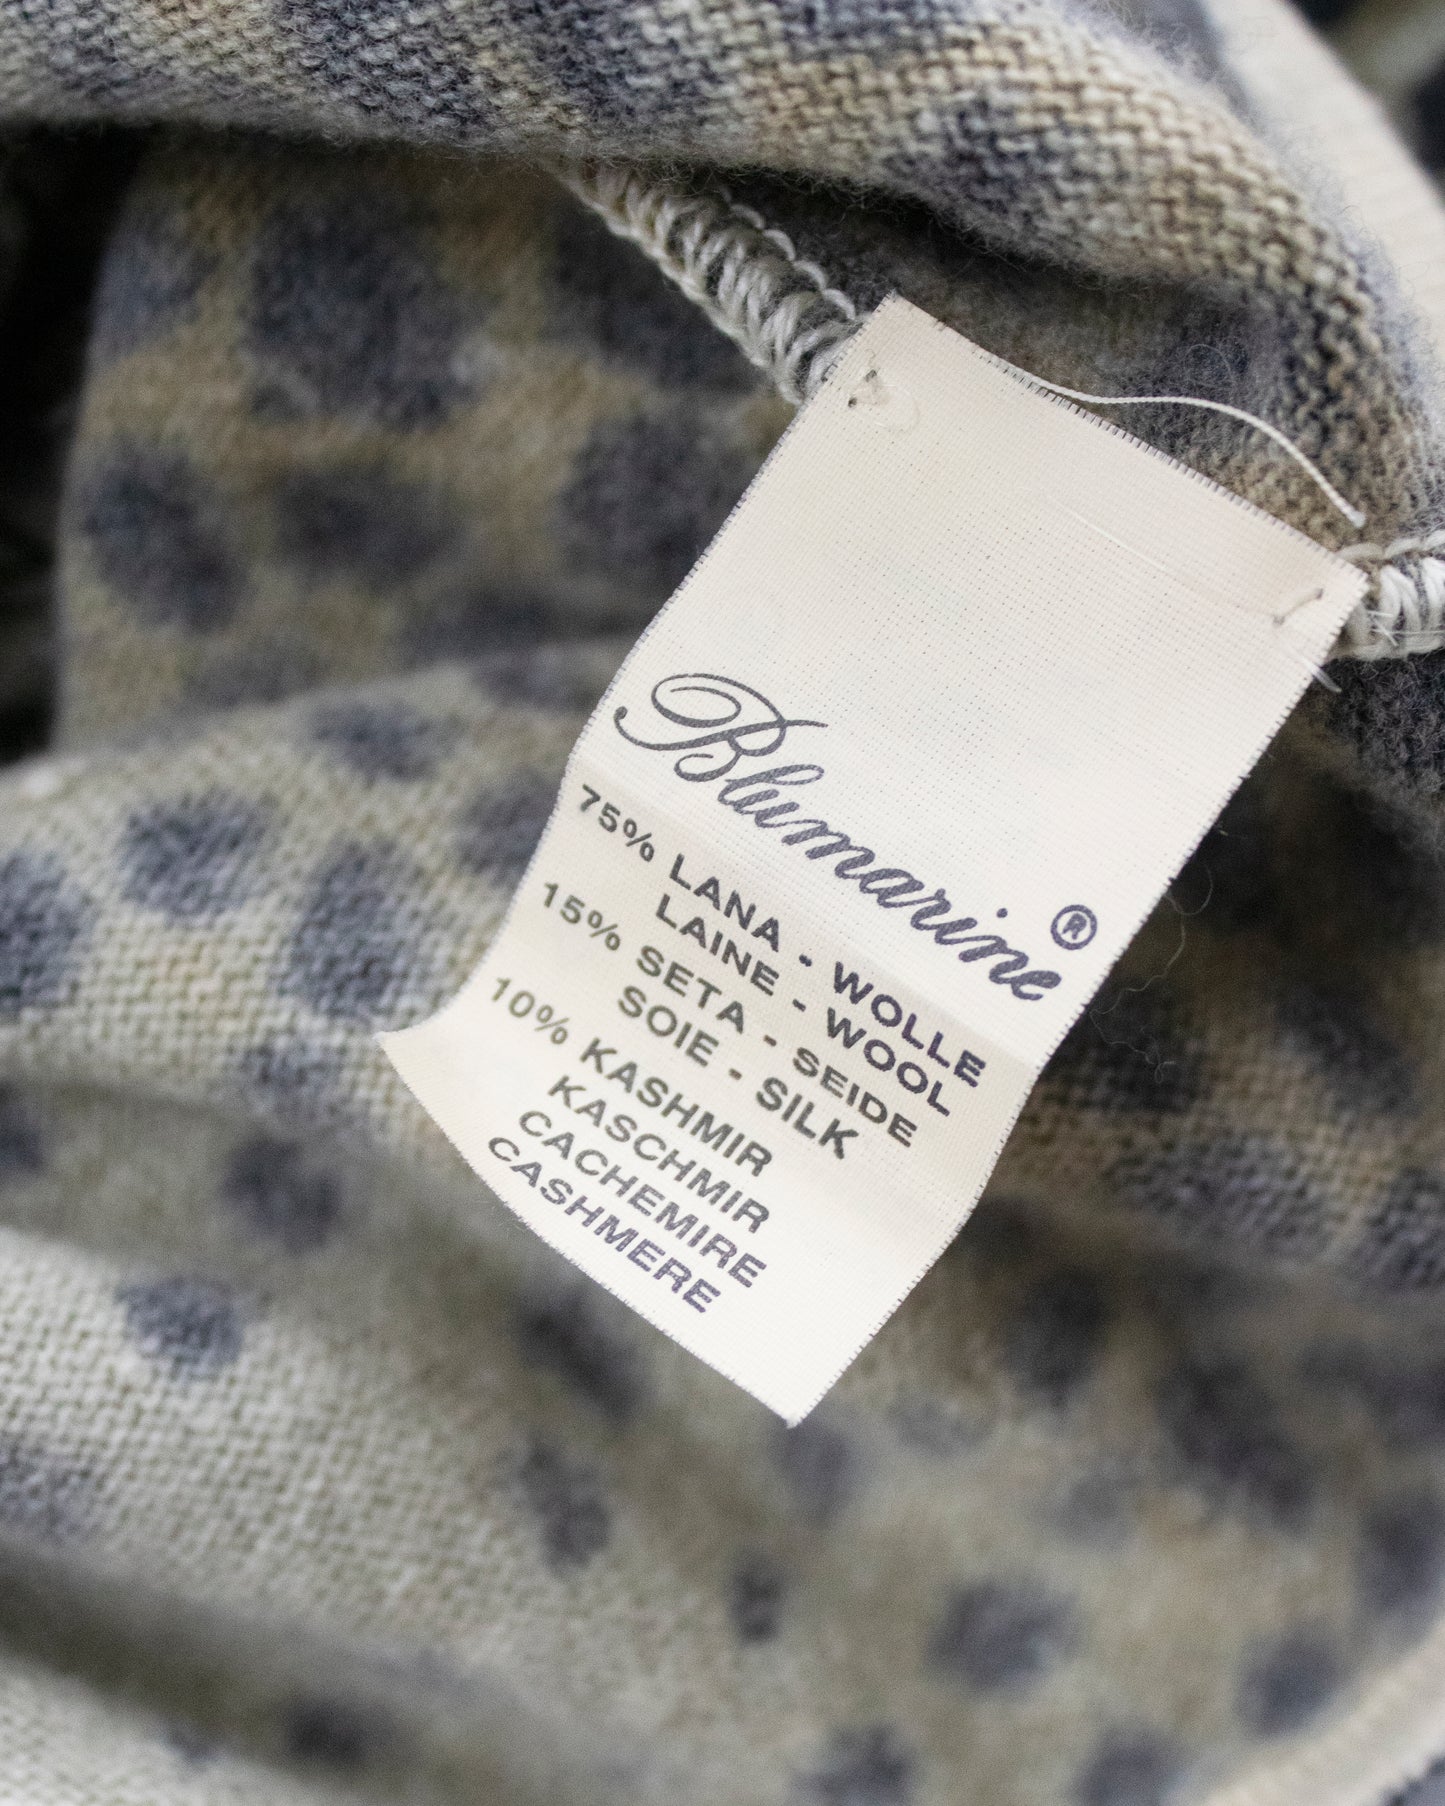 Blumarine®
75% LANA - WOLLE
LAINE - WOOL
15% SETA - SEIDE
SOIE - SILK
10% KASHMIR
KASCHMIR
CACHEMIRE
CASHMERE